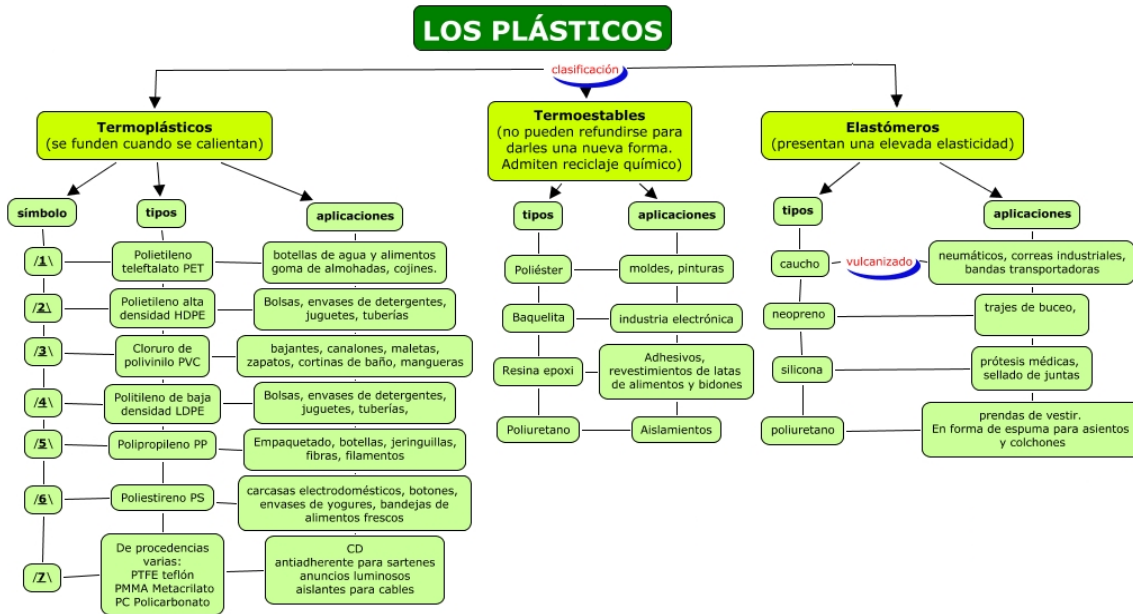 LOS PLÁSTICOS
clasificación
Termoplásticos
(se funden cuando se calientan)
símbolo
tipos
aplicaciones
/1\
Polietileno
teleftalato PET
botellas de agua y alimentos
goma de almohadas, cojines.
/2\
Polietileno alta
densidad HDPE
Bolsas, envases de detergentes,
juguetes, tuberías
/3\
Cloruro de
polivinilo PVC
bajantes, canalones, maletas,
zapatos, cortinas de baño, mangueras
/4\
Politileno de baja
densidad LDPE
Bolsas, envases de detergentes,
juguetes, tuberías,
/5\
Polipropileno PP
Empaquetado, botellas, jeringuillas,
fibras, filamentos
/6\
Poliestireno PS
carcasas electrodomésticos, botones,
envases de yogures, bandejas de
alimentos frescos
/7\
De procedencias
varias:
PTFE teflón
PMMA Metacrilato
PC Policarbonato
CD
antiadherente para sartenes
anuncios luminosos
aislantes para cables
Termoestables
(no pueden refundirse para
darles una nueva forma.
Admiten reciclaje químico)
tipos
aplicaciones
Poliéster
moldes, pinturas
Baquelita
industria electrónica
Resina epoxi
Adhesivos,
revestimientos de latas
de alimentos y bidones
Poliuretano
Aislamientos
Elastómeros
(presentan una elevada elasticidad)
tipos
aplicaciones
caucho
vulcanizado
neumáticos, correas industriales,
bandas transportadoras
neopreno
trajes de buceo,
silicona
prótesis médicas,
sellado de juntas
poliuretano
prendas de vestir.
En forma de espuma para asientos
y colchones